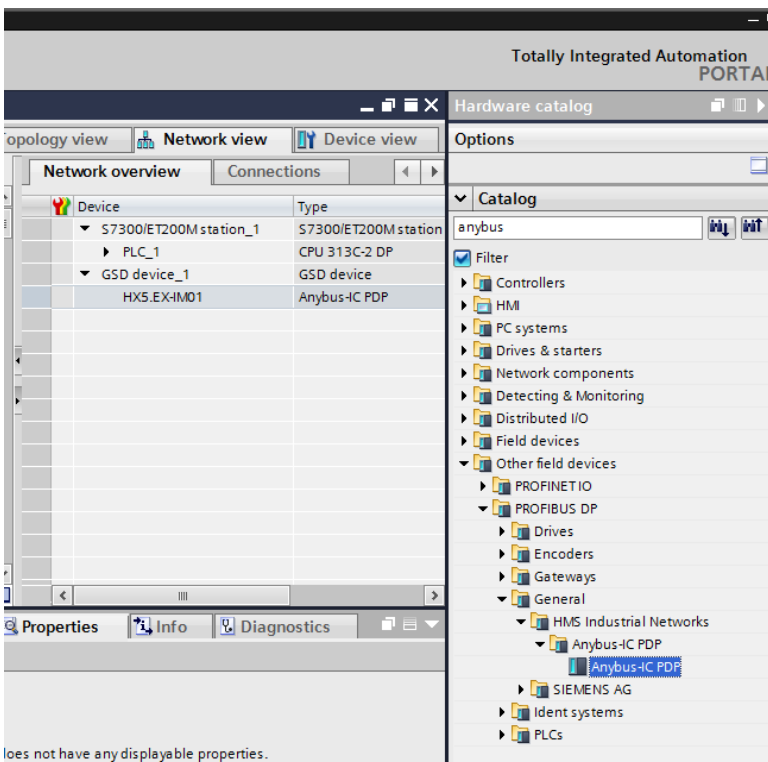 Totally Integrated Automation
PORTAL
Hardware catalog
Topology view
Network view
Device view
Options
Network overview
Connections
Device
Type
S7300/ET200M station_1
S7300/ET200M station
PLC_1
CPU 313C-2 DP
GSD device_1
GSD device
HX5.EX-IM01
Anybus-IC PDP
Catalog
anybus
Filter
Controllers
HMI
PC systems
Drives & starters
Network components
Detecting & Monitoring
Distributed I/O
Field devices
Other field devices
PROFINET IO
PROFIBUS DP
Drives
Encoders
Gateways
General
HMS Industrial Networks
Anybus-IC PDP
Anybus-IC PDP
SIEMENS AG
Ident systems
PLCs
Properties
Info
Diagnostics
does not have any displayable properties.